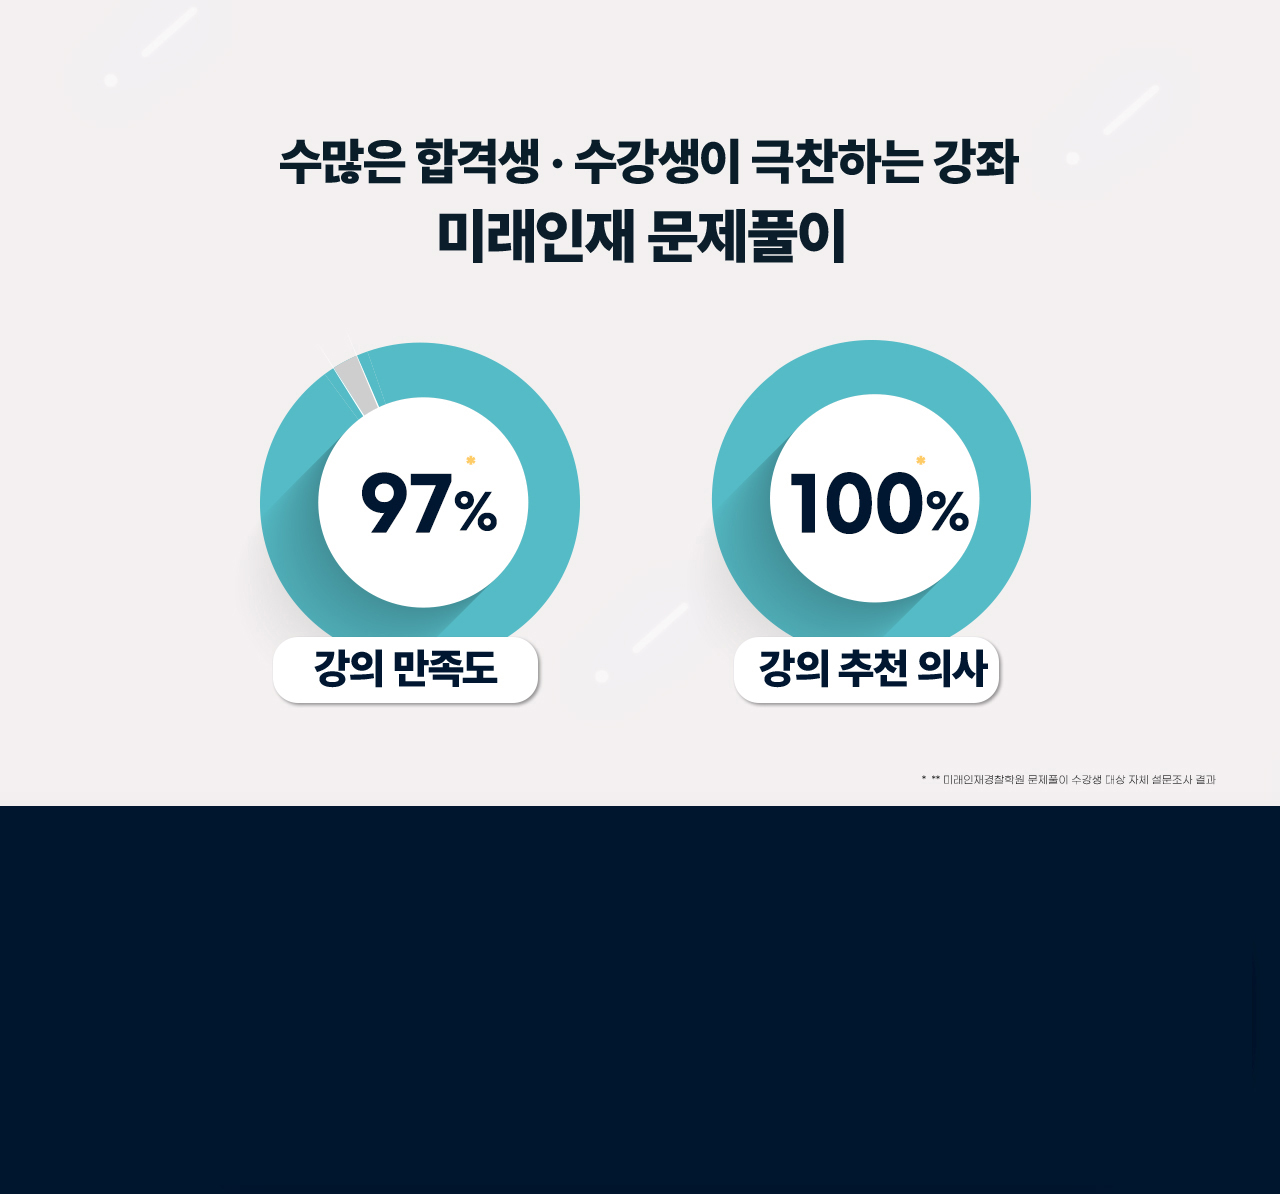 수많은 합격생 · 수강생이 극찬하는 강좌
미래인재 문제풀이
97%*
100%*
강의 만족도
강의 추천 의사
* ** 미래인재경찰학원 문제풀이 수강생 대상 자체 설문조사 결과